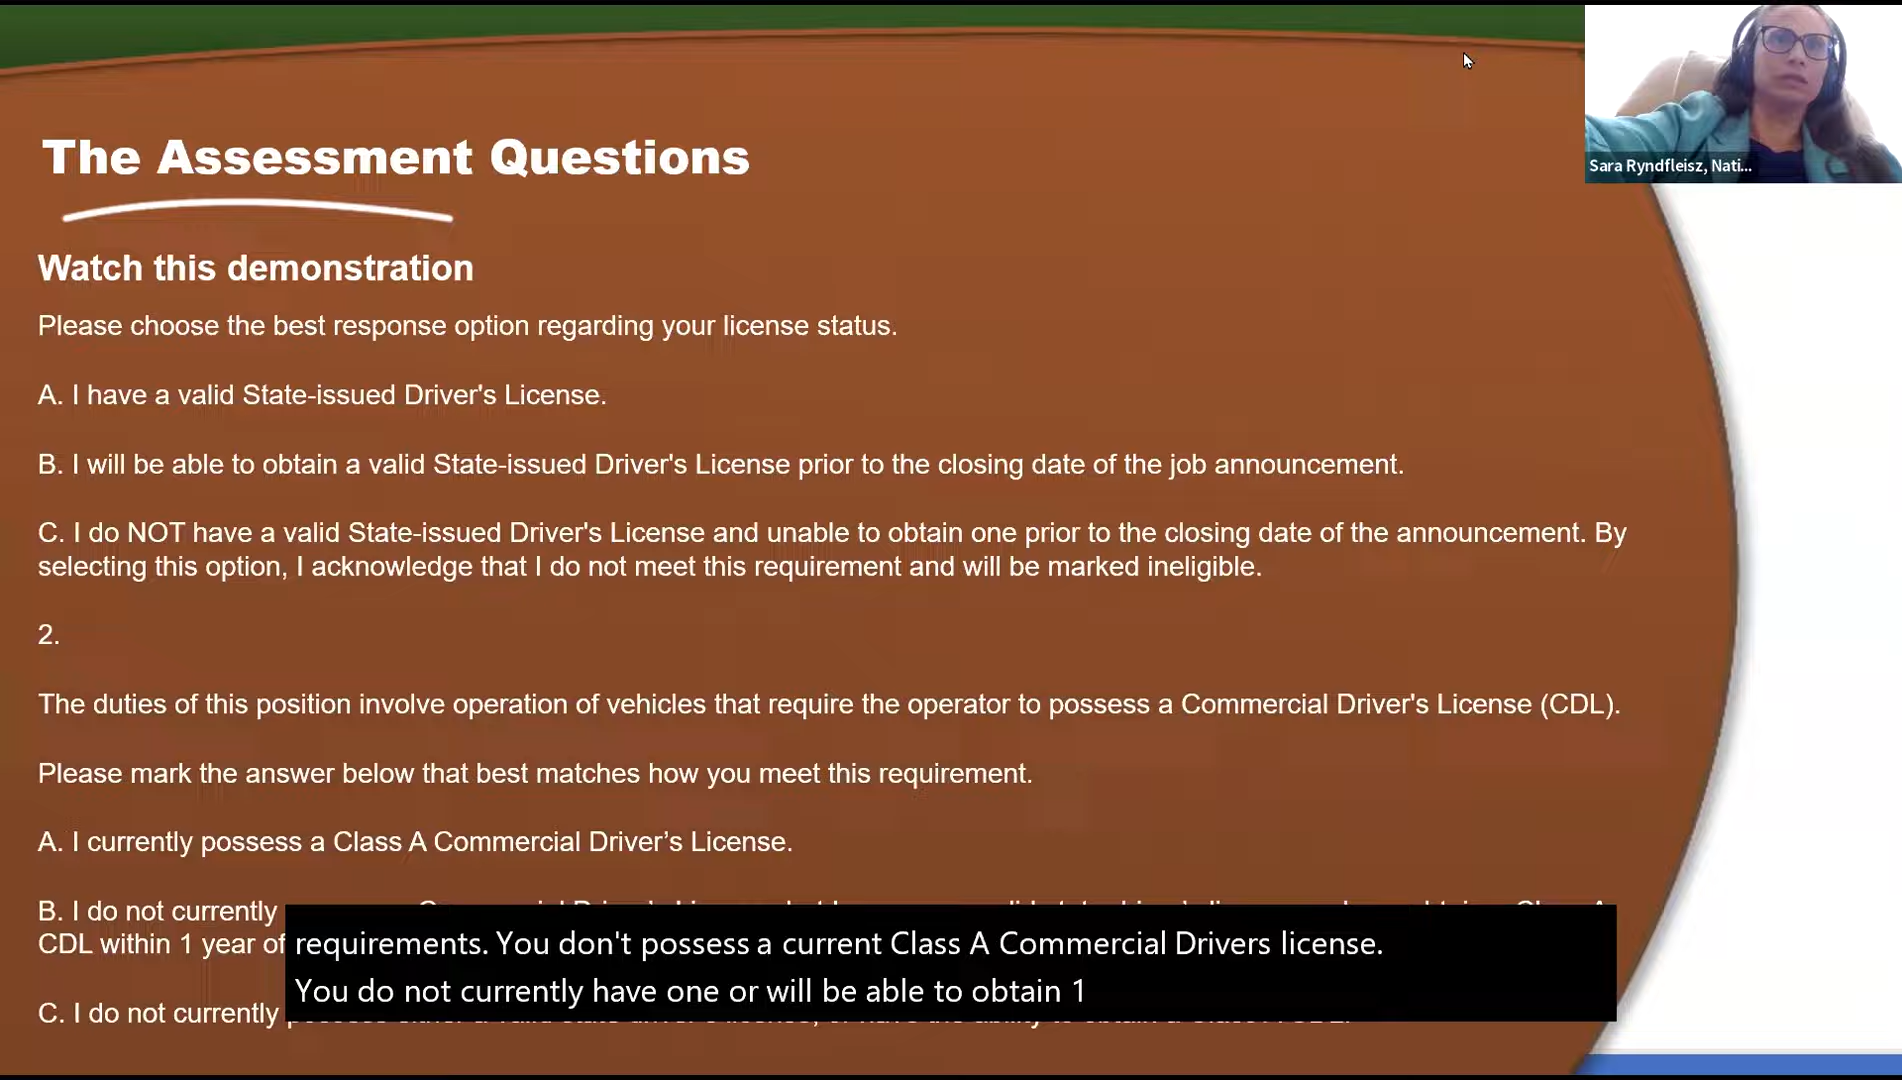 The Assessment Questions
Sara Ryndfleisz, Nati...
Watch this demonstration
Please choose the best response option regarding your license status.
A. I have a valid State-issued Driver's License.
B. I will be able to obtain a valid State-issued Driver's License prior to the closing date of the job announcement.
C. I do NOT have a valid State-issued Driver's License and unable to obtain one prior to the closing date of the announcement. By
selecting this option, I acknowledge that I do not meet this requirement and will be marked ineligible.
2.
The duties of this position involve operation of vehicles that require the operator to possess a Commercial Driver's License (CDL).
Please mark the answer below that best matches how you meet this requirement.
A. I currently possess a Class A Commercial Driver’s License.
B. I do not currently
CDL within 1 year of
C. I do not currently
requirements. You don't possess a current Class A Commercial Drivers license.
You do not currently have one or will be able to obtain 1